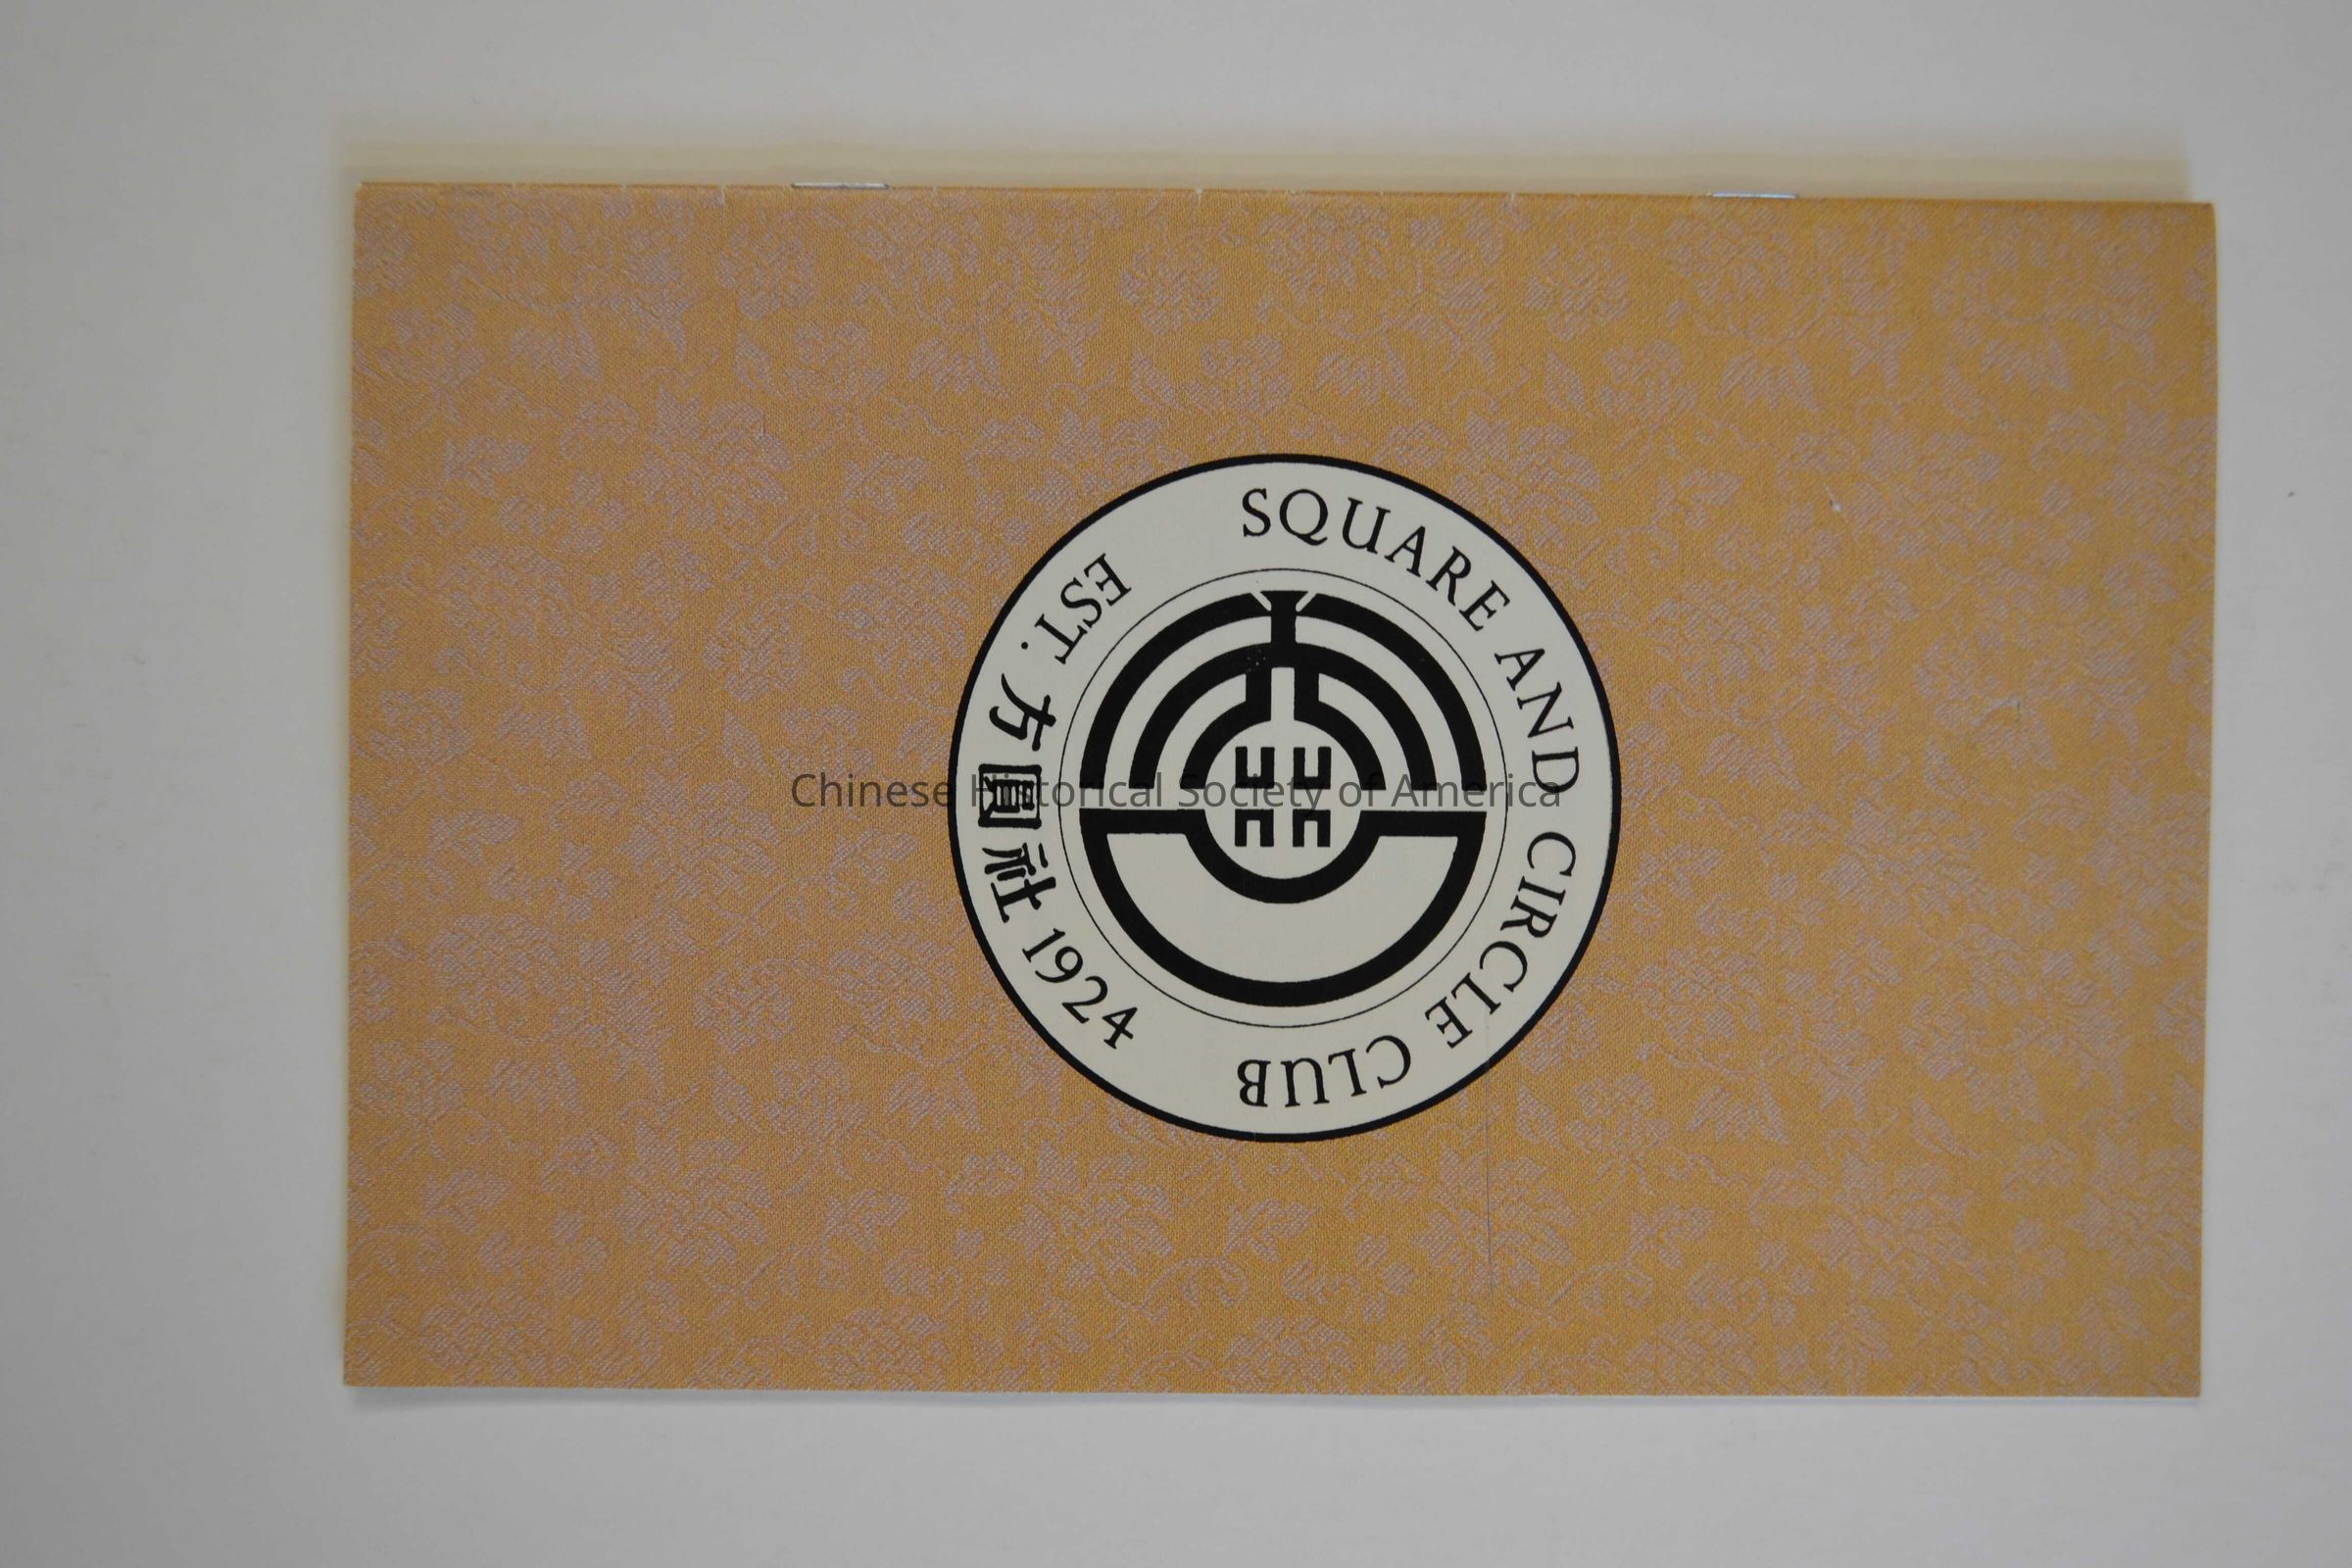 SQUARE AND CIRCLE CLUB
EST. 方圓社 1924
Chinese Historical Society of America